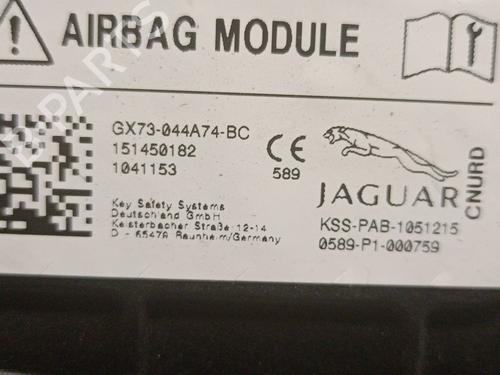 AIRBAG MODULE
GX73-044A74-BC
151450182
1041153
Key Safety Systems
Deutschland GmbH
Kelsterbacher Straße 12-14
D - 65479 Raunheim/Germany
CE
589
JAGUAR
CNURD
KSS-PAB-1051215
0589-P1-000759
B-PARTS